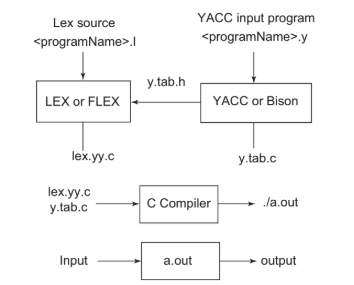 Lex source
<programName>.l
YACC input program
<programName>.y
y.tab.h
LEX or FLEX
YACC or Bison
lex.yy.c
y.tab.c
lex.yy.c
y.tab.c
C Compiler
./a.out
Input
a.out
output